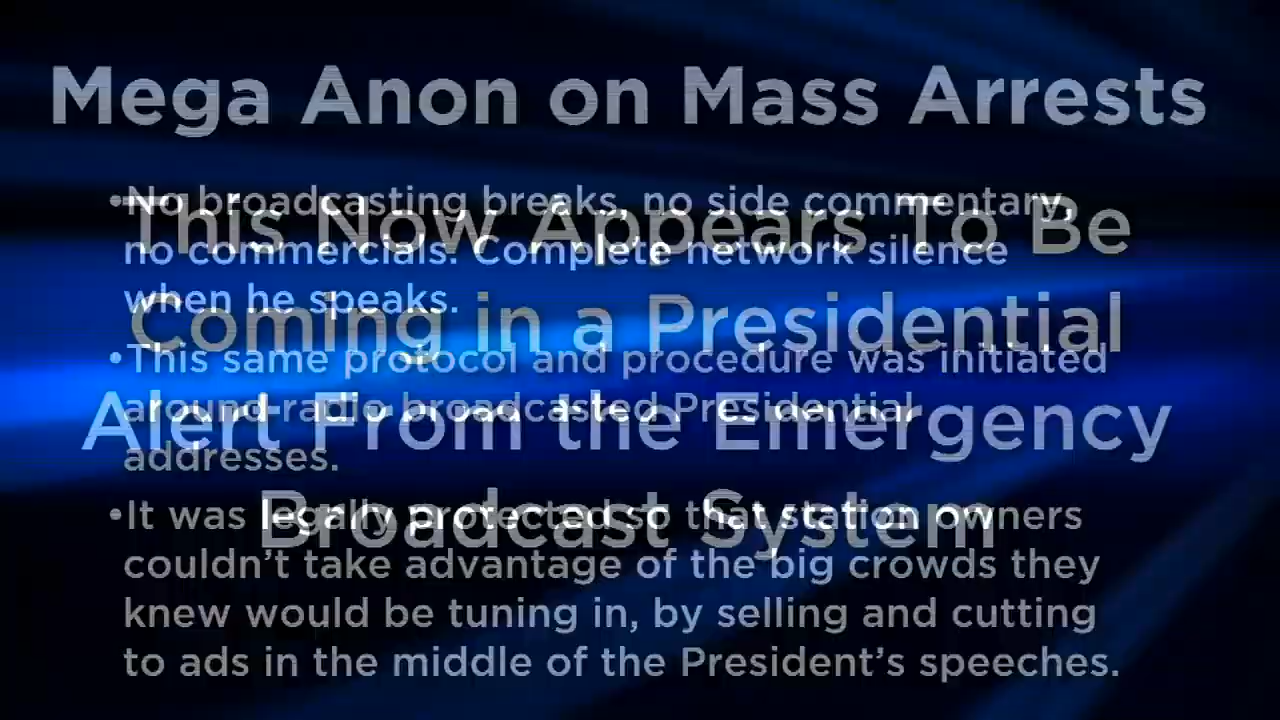 Mega Anon on Mass Arrests
•No broadcasting breaks, no side commentary,
no commercials. Complete network silence
when he speaks.
•This same protocol and procedure was initiated
around radio broadcasted Presidential
addresses.
•It was legally protected so that station owners
couldn't take advantage of the big crowds they
knew would be tuning in, by selling and cutting
to ads in the middle of the President's speeches.
This Now Appears To Be
Coming in a Presidential
Alert From the Emergency
Broadcast System